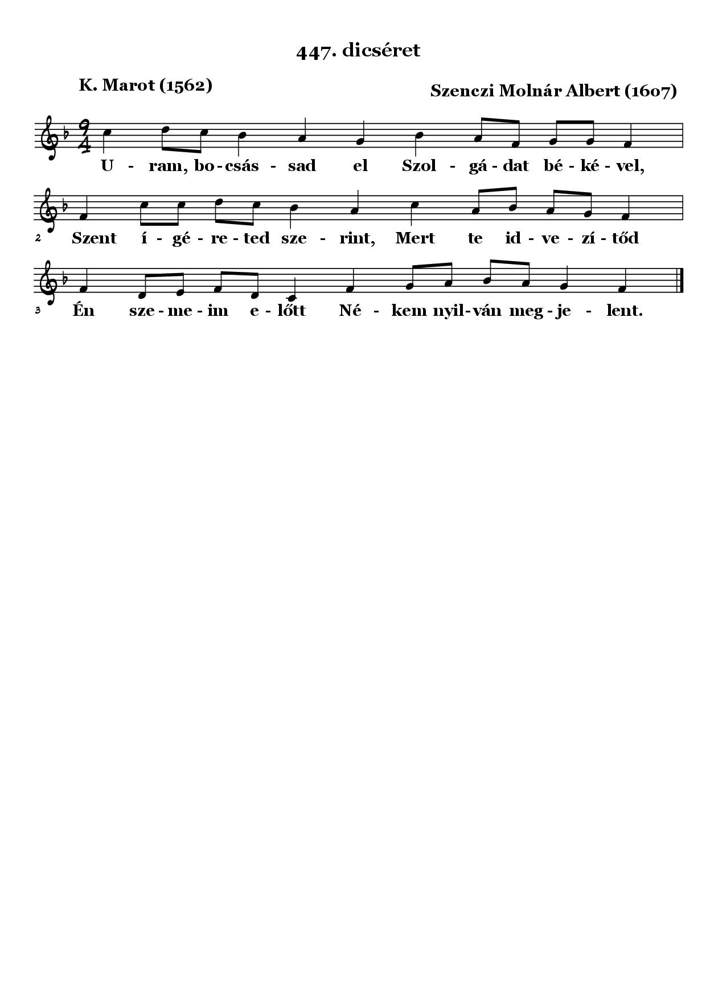 447. dicséret
K. Marot (1562)
Szenczi Molnár Albert (1607)
9
4
U - ram, bo - csás - sad el Szol - gá - dat bé - ké - vel,
2 Szent í - gé - re - ted sze - rint, Mert te id - ve - zí - tőd
3 Én sze - me - im e - lőtt Né - kem nyil - ván meg - je - lent.